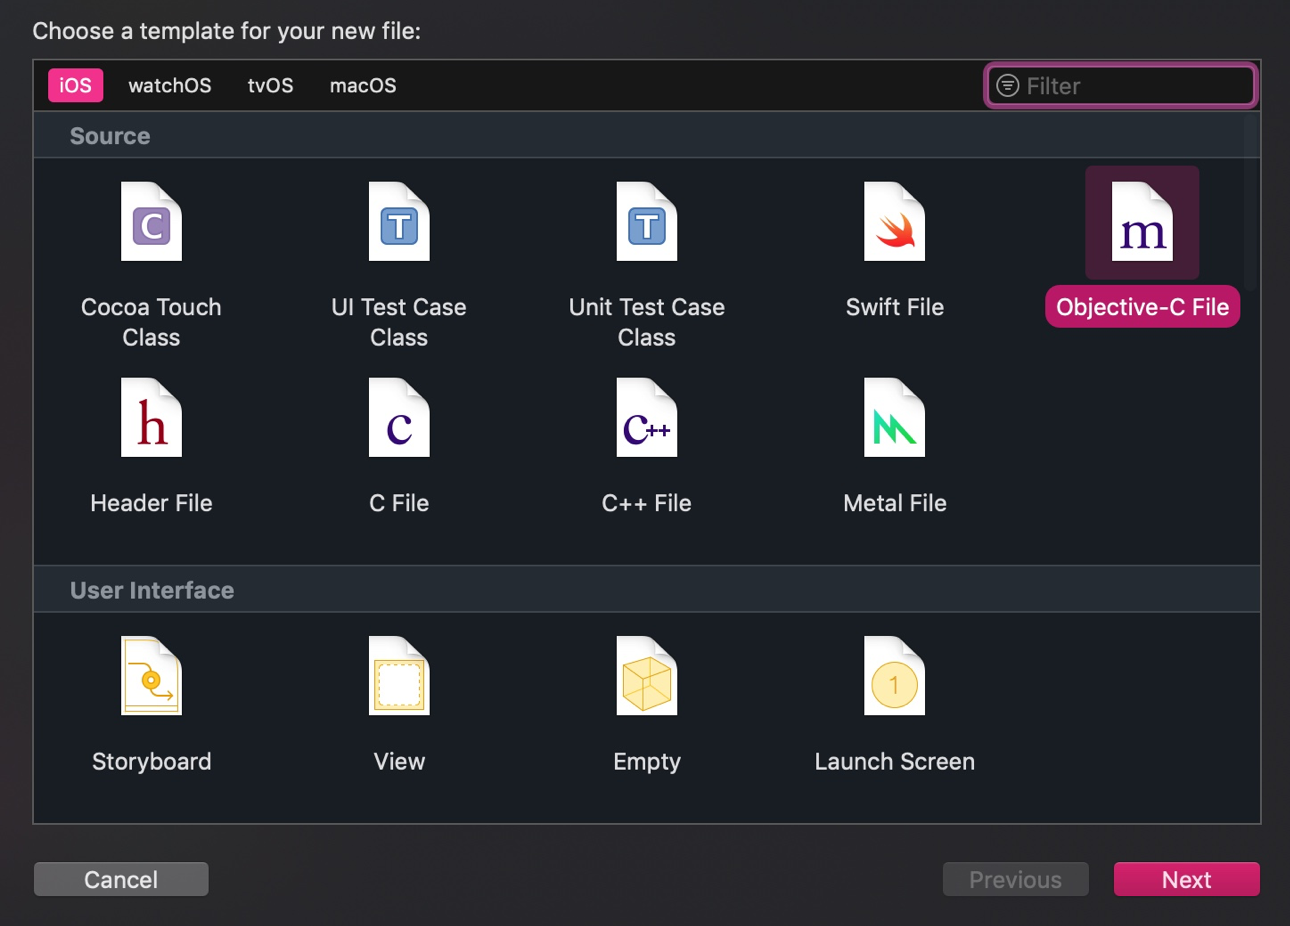 Choose a template for your new file:
iOS watchOS tvOS macOS Filter
Source
C T T m
Cocoa Touch UI Test Case Unit Test Case Swift File Objective-C File
Class Class Class
h c C++
Header File C File C++ File Metal File
User Interface
1
Storyboard View Empty Launch Screen
Cancel Previous Next